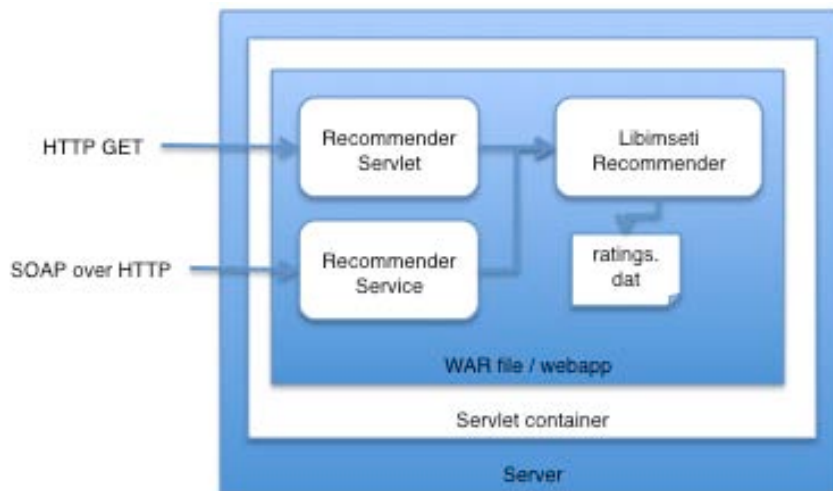 HTTP GET
Recommender
Servlet
Libimseti
Recommender
SOAP over HTTP
Recommender
Service
ratings.
dat
WAR file / webapp
Servlet container
Server